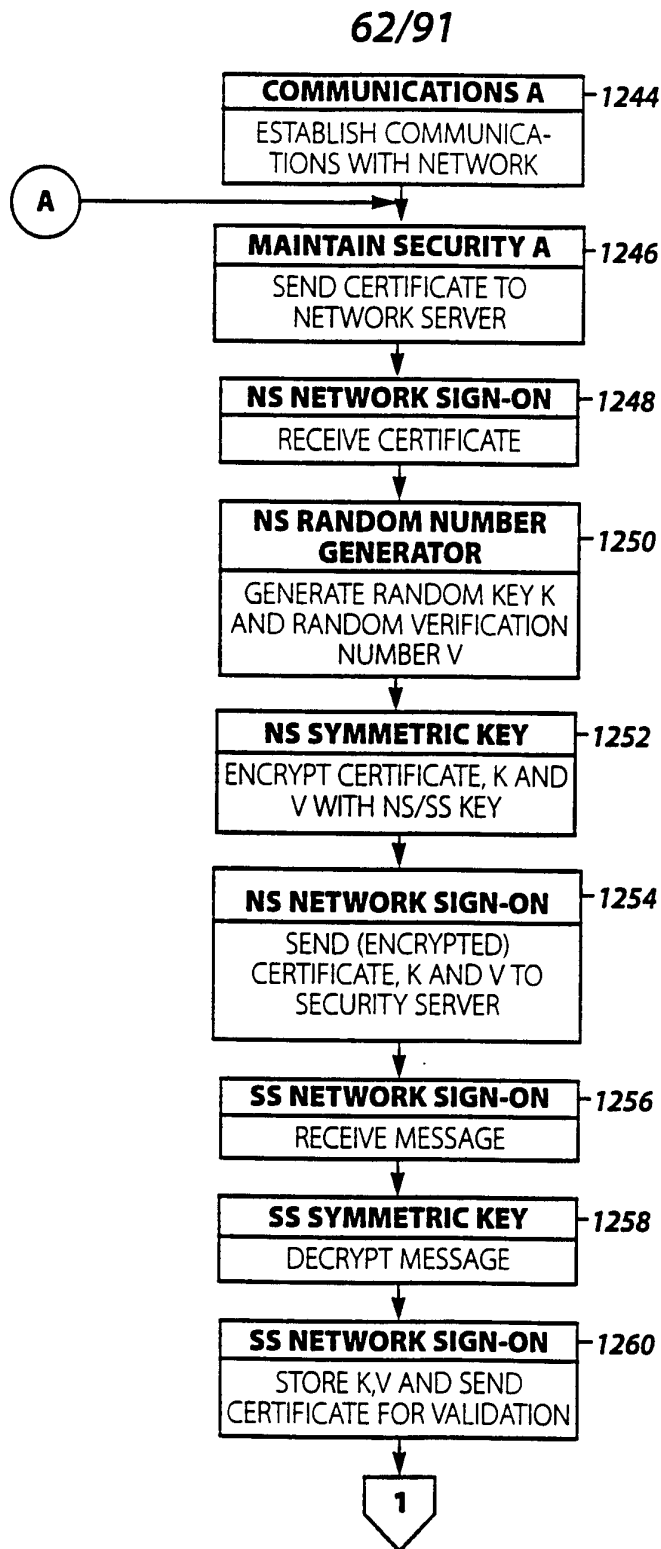 62/91
COMMUNICATIONS A
1244
ESTABLISH COMMUNICA-
TIONS WITH NETWORK
A
MAINTAIN SECURITY A
1246
SEND CERTIFICATE TO
NETWORK SERVER
NS NETWORK SIGN-ON
1248
RECEIVE CERTIFICATE
NS RANDOM NUMBER
GENERATOR
1250
GENERATE RANDOM KEY K
AND RANDOM VERIFICATION
NUMBER V
NS SYMMETRIC KEY
1252
ENCRYPT CERTIFICATE, K AND
V WITH NS/SS KEY
NS NETWORK SIGN-ON
1254
SEND (ENCRYPTED)
CERTIFICATE, K AND V TO
SECURITY SERVER
SS NETWORK SIGN-ON
1256
RECEIVE MESSAGE
SS SYMMETRIC KEY
1258
DECRYPT MESSAGE
SS NETWORK SIGN-ON
1260
STORE K,V AND SEND
CERTIFICATE FOR VALIDATION
1